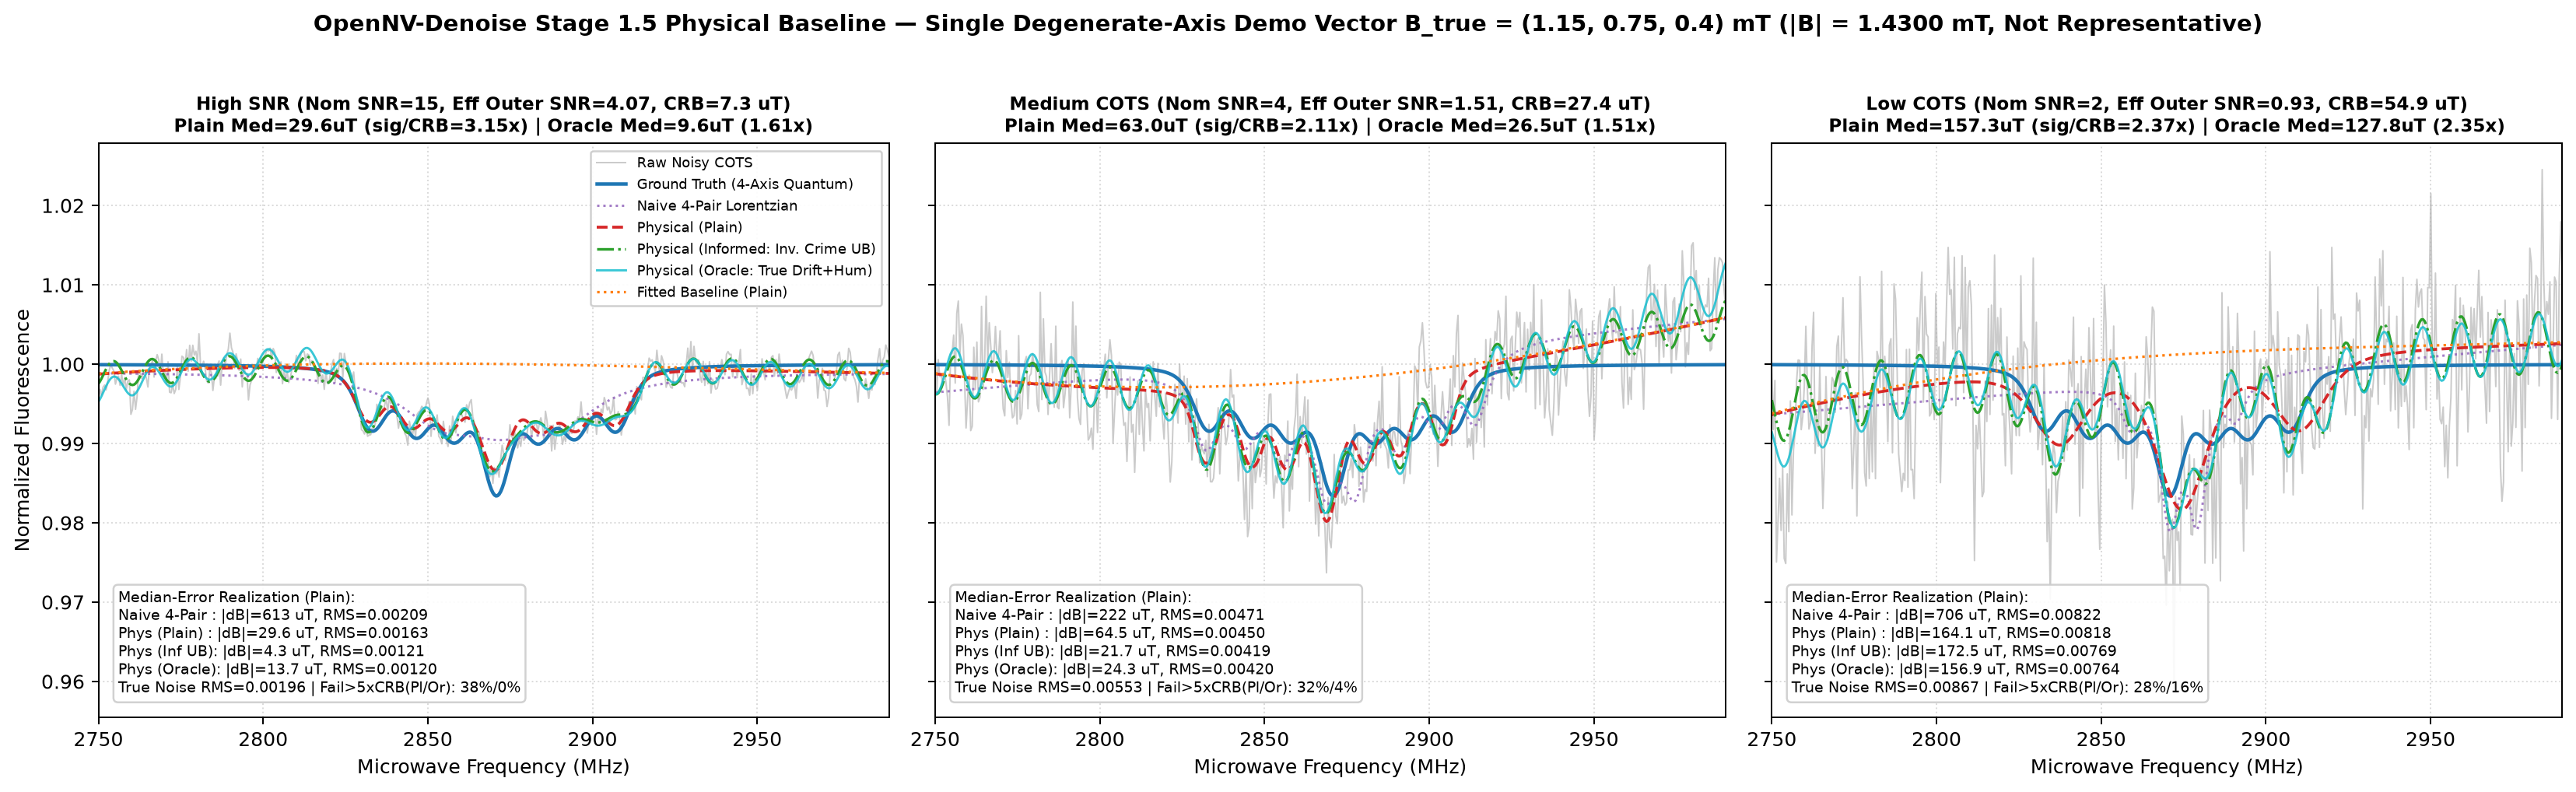 OpenNV-Denoise Stage 1.5 Physical Baseline — Single Degenerate-Axis Demo Vector B_true = (1.15, 0.75, 0.4) mT (|B| = 1.4300 mT, Not Representative)
High SNR (Nom SNR=15, Eff Outer SNR=4.07, CRB=7.3 uT)
Plain Med=29.6uT (sig/CRB=3.15x) | Oracle Med=9.6uT (1.61x)
Normalized Fluorescence
1.02
1.01
1.00
0.99
0.98
0.97
0.96
Raw Noisy COTS
Ground Truth (4-Axis Quantum)
Naive 4-Pair Lorentzian
Physical (Plain)
Physical (Informed: Inv. Crime UB)
Physical (Oracle: True Drift+Hum)
Fitted Baseline (Plain)
Median-Error Realization (Plain):
Naive 4-Pair : |dB|=613 uT, RMS=0.00209
Phys (Plain) : |dB|=29.6 uT, RMS=0.00163
Phys (Inf UB): |dB|=4.3 uT, RMS=0.00121
Phys (Oracle): |dB|=13.7 uT, RMS=0.00120
True Noise RMS=0.00196 | Fail>5xCRB(Pl/Or): 38%/0%
2750 2800 2850 2900 2950
Microwave Frequency (MHz)
Medium COTS (Nom SNR=4, Eff Outer SNR=1.51, CRB=27.4 uT)
Plain Med=63.0uT (sig/CRB=2.11x) | Oracle Med=26.5uT (1.51x)
Median-Error Realization (Plain):
Naive 4-Pair : |dB|=222 uT, RMS=0.00471
Phys (Plain) : |dB|=64.5 uT, RMS=0.00450
Phys (Inf UB): |dB|=21.7 uT, RMS=0.00419
Phys (Oracle): |dB|=24.3 uT, RMS=0.00420
True Noise RMS=0.00553 | Fail>5xCRB(Pl/Or): 32%/4%
2750 2800 2850 2900 2950
Microwave Frequency (MHz)
Low COTS (Nom SNR=2, Eff Outer SNR=0.93, CRB=54.9 uT)
Plain Med=157.3uT (sig/CRB=2.37x) | Oracle Med=127.8uT (2.35x)
Median-Error Realization (Plain):
Naive 4-Pair : |dB|=706 uT, RMS=0.00822
Phys (Plain) : |dB|=164.1 uT, RMS=0.00818
Phys (Inf UB): |dB|=172.5 uT, RMS=0.00769
Phys (Oracle): |dB|=156.9 uT, RMS=0.00764
True Noise RMS=0.00867 | Fail>5xCRB(Pl/Or): 28%/16%
2750 2800 2850 2900 2950
Microwave Frequency (MHz)